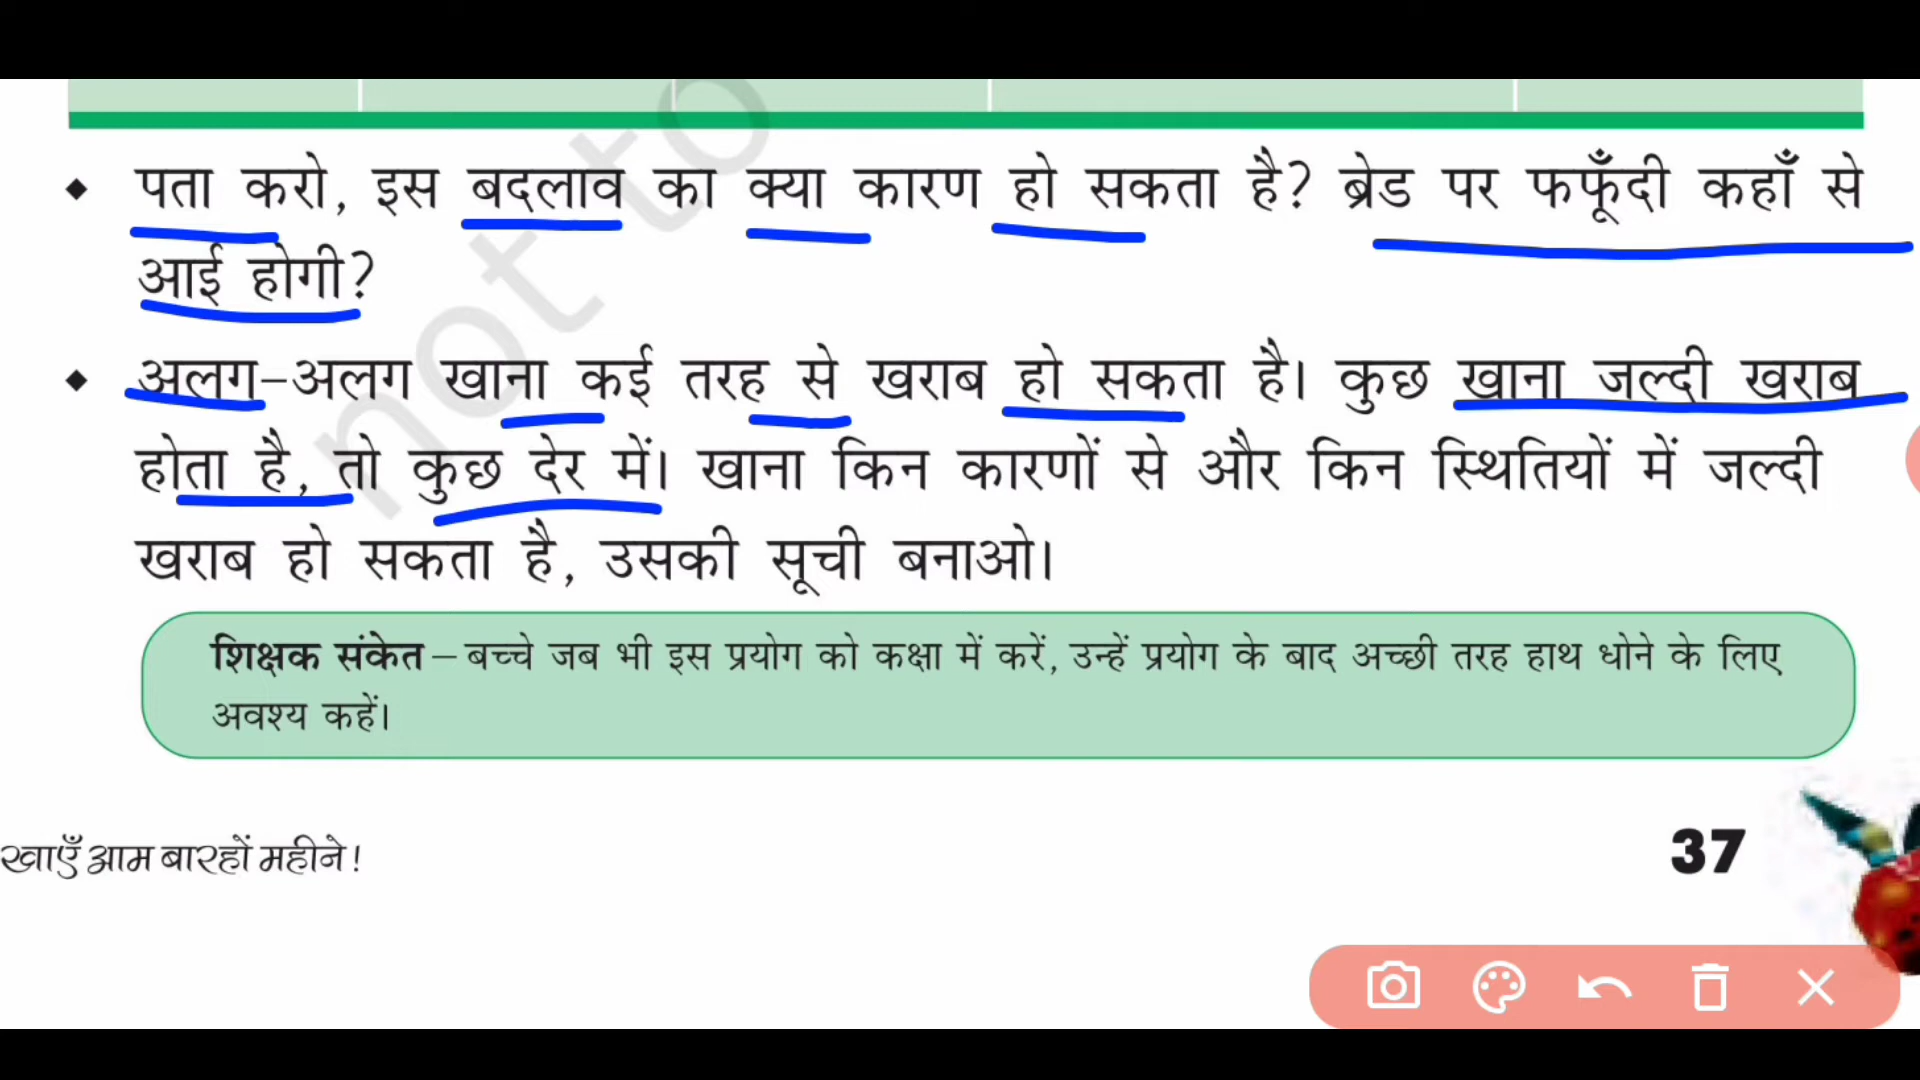 पता करो, इस बदलाव का क्या कारण हो सकता है? ब्रेड पर फफूँदी कहाँ से
आई होगी?
अलग-अलग खाना कई तरह से खराब हो सकता है। कुछ खाना जल्दी खराब
होता है, तो कुछ देर में। खाना किन कारणों से और किन स्थितियों में जल्दी
खराब हो सकता है, उसकी सूची बनाओ।
शिक्षक संकेत – बच्चे जब भी इस प्रयोग को कक्षा में करें, उन्हें प्रयोग के बाद अच्छी तरह हाथ धोने के लिए
अवश्य कहें।
खाएँ आम बारहों महीने!
37
not to